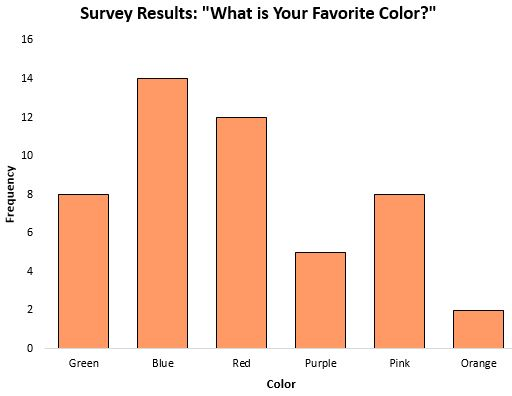 Survey Results: "What is Your Favorite Color?"
16
14
12
10
8
6
4
2
0
Frequency
Green Blue Red Purple Pink Orange
Color